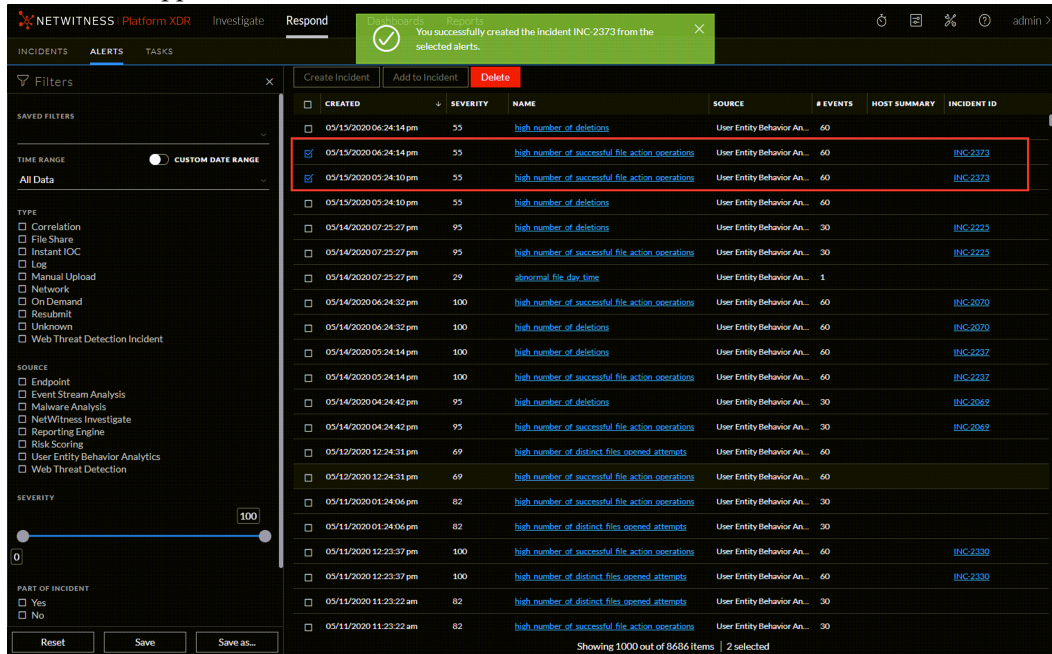 NETWITNESS | Platform XDR Investigate Respond Dashboards Reports admin
You successfully created the incident INC-2373 from the
selected alerts.
INCIDENTS ALERTS TASKS
Filters
SAVED FILTERS
TIME RANGE CUSTOM DATE RANGE
All Data
TYPE
Correlation
File Share
Instant IOC
Log
Manual Upload
Network
On Demand
Resubmit
Unknown
Web Threat Detection Incident
SOURCE
Endpoint
Event Stream Analysis
Malware Analysis
NetWitness Investigate
Reporting Engine
Risk Scoring
User Entity Behavior Analytics
Web Threat Detection
SEVERITY
100
0
PART OF INCIDENT
Yes
No
Reset Save Save as...
Create Incident Add to Incident Delete
CREATED SEVERITY NAME SOURCE # EVENTS HOST SUMMARY INCIDENT ID
05/15/2020 06:24:14 pm 55 high number of deletions User Entity Behavior An... 60
05/15/2020 06:24:14 pm 55 high number of successful file action operations User Entity Behavior An... 60 INC-2373
05/15/2020 05:24:10 pm 55 high number of successful file action operations User Entity Behavior An... 60 INC-2373
05/15/2020 05:24:10 pm 55 high number of deletions User Entity Behavior An... 60
05/14/2020 07:25:27 pm 95 high number of deletions User Entity Behavior An... 30 INC-2225
05/14/2020 07:25:27 pm 95 high number of successful file action operations User Entity Behavior An... 30 INC-2225
05/14/2020 07:25:27 pm 29 abnormal file day time User Entity Behavior An... 1
05/14/2020 06:24:32 pm 100 high number of successful file action operations User Entity Behavior An... 60 INC-2070
05/14/2020 06:24:32 pm 100 high number of deletions User Entity Behavior An... 60 INC-2070
05/14/2020 05:24:14 pm 100 high number of deletions User Entity Behavior An... 60 INC-2237
05/14/2020 05:24:14 pm 100 high number of successful file action operations User Entity Behavior An... 60 INC-2237
05/14/2020 04:24:42 pm 95 high number of deletions User Entity Behavior An... 30 INC-2069
05/14/2020 04:24:42 pm 95 high number of successful file action operations User Entity Behavior An... 30 INC-2069
05/12/2020 12:24:31 pm 69 high number of distinct files opened attempts User Entity Behavior An... 60
05/12/2020 12:24:31 pm 69 high number of successful file action operations User Entity Behavior An... 60
05/11/2020 01:24:06 pm 82 high number of successful file action operations User Entity Behavior An... 30
05/11/2020 01:24:06 pm 82 high number of distinct files opened attempts User Entity Behavior An... 30
05/11/2020 12:23:37 pm 100 high number of successful file action operations User Entity Behavior An... 60 INC-2330
05/11/2020 12:23:37 pm 100 high number of distinct files opened attempts User Entity Behavior An... 60 INC-2330
05/11/2020 11:23:22 am 82 high number of distinct files opened attempts User Entity Behavior An... 30
05/11/2020 11:23:22 am 82 high number of successful file action operations User Entity Behavior An... 30
Showing 1000 out of 8686 items | 2 selected